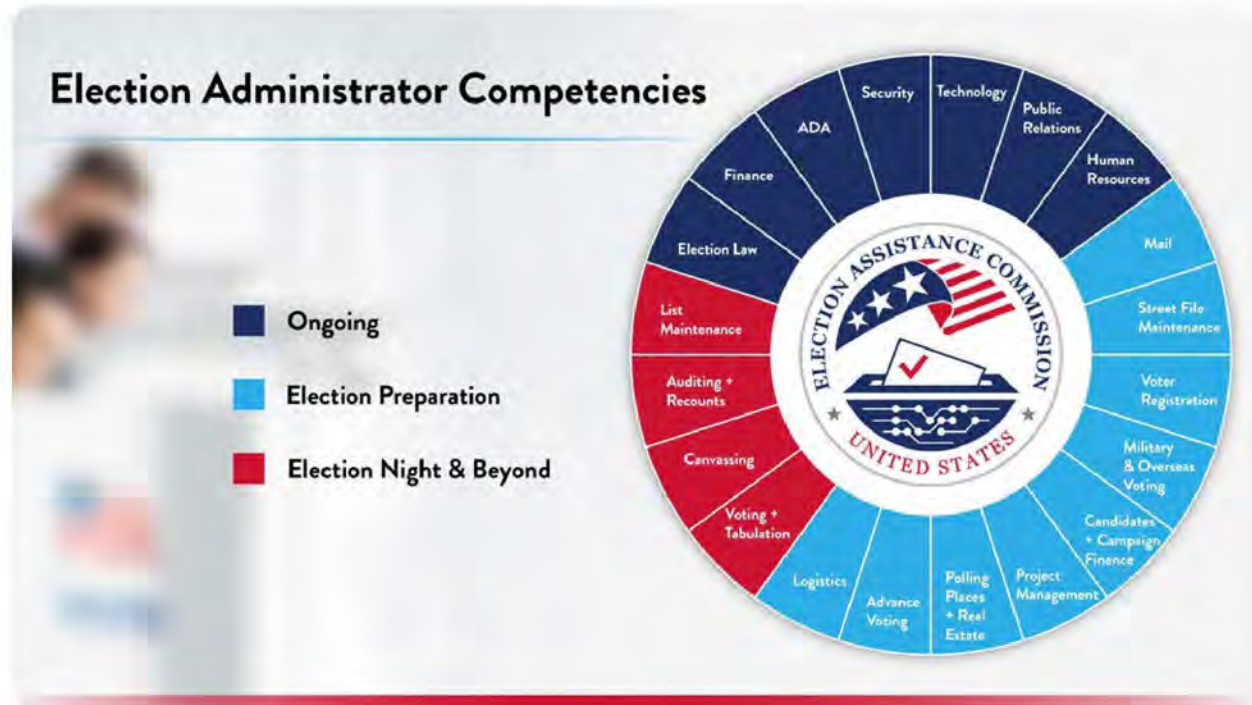 Election Administrator Competencies
Ongoing
Election Preparation
Election Night & Beyond
Security
Technology
Public
Relations
Human
Resources
Mail
Street File
Maintenance
Voter
Registration
Military
& Overseas
Voting
Candidates
+ Campaign
Finance
Project
Management
Polling
Places
+ Real
Estate
Advance
Voting
Logistics
Voting +
Tabulation
Canvassing
Auditing +
Recounts
List
Maintenance
Election Law
Finance
ADA
ELECTION ASSISTANCE COMMISSION
UNITED STATES